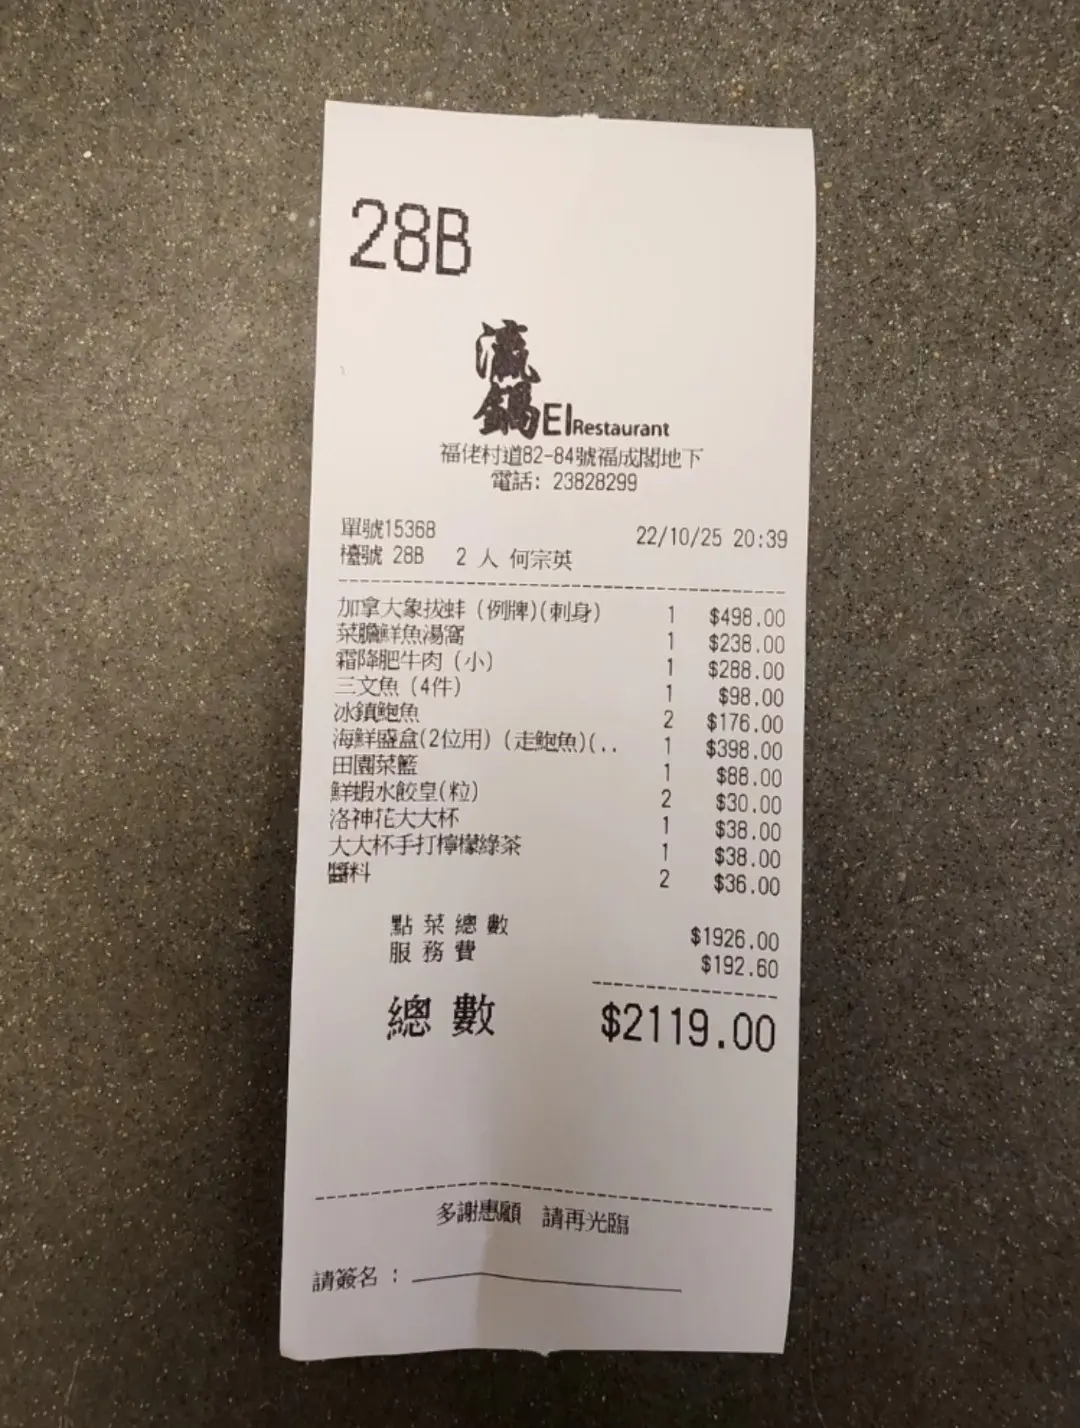 28B
流
鍋 EI Restaurant
福佬村道82-84號福成閣地下
電話: 23828299
單號15368 22/10/25 20:39
檯號 28B 2 人 何宗英
加拿大象拔蚌 (例牌)(刺身) 1 $498.00
菜膽鮮魚湯窩 1 $238.00
霜降肥牛肉 (小) 1 $288.00
三文魚 (4件) 1 $98.00
冰鎮鮑魚 2 $176.00
海鮮盛盒(2位用) (走鮑魚)(.. 1 $398.00
田園菜籃 1 $88.00
鮮蝦水餃皇(粒) 2 $30.00
洛神花大大杯 1 $38.00
大大杯手打檸檬綠茶 1 $38.00
醬料 2 $36.00
點 菜 總 數 $1926.00
服 務 費 $192.60
總 數 $2119.00
多謝惠顧 請再光臨
請簽名 :